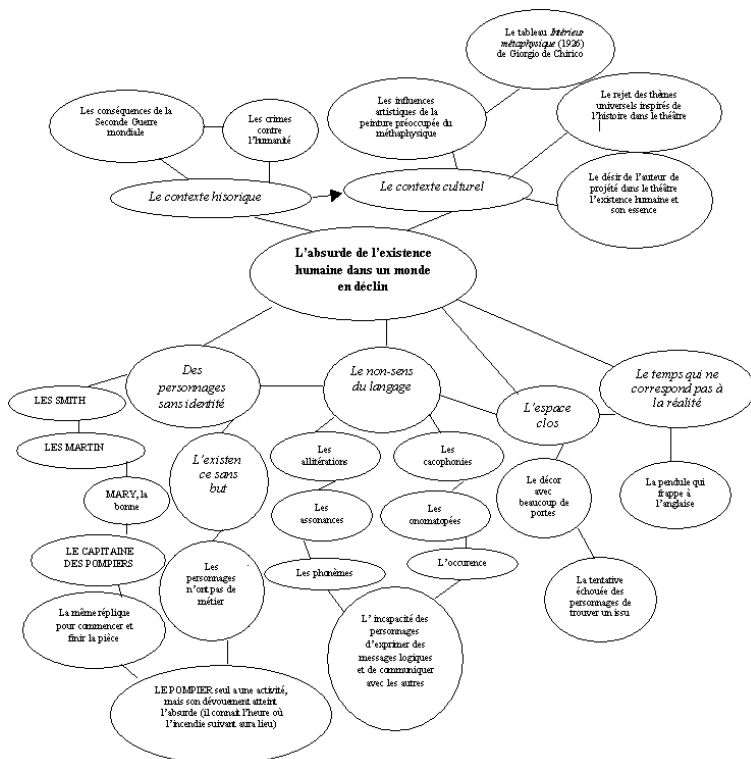 Le tableau Intérieur
métaphysique (1926)
de Giorgio de Chirico
Les conséquences de la
Seconde Guerre
mondiale
Les crimes
contre
l'humanité
Les influences
artistiques de la
peinture préoccupée du
méthaphysique
Le rejet des thèmes
universels inspirés de
l'histoire dans le théâtre
Le contexte hisorique
Le contexte culturel
Le désir de l'auteur de
projété dans le théâtre
l'existence humaine et
son essence
L'absurde de l'existence
humaine dans un monde
en déclin
Des
personnages
sans identité
Le non-sens
du langage
L'espace
clos
Le temps qui ne
correspond pas à
la réalité
LES SMITH
LES MARTIN
MARY, la
bonne
LE CAPITAINE
DES POMPIERS
La même réplique
pour commencer et
finir la pièce
L'existen
ce sans
but
Les
personnages
n'ont pas de
métier
LE POMPIER seul a une activité,
mais son dévouement atteint
l'absurde (il connait l'heure où
l'incendie suivant aura lieu)
Les
allitérations
Les
assonances
Les phonèmes
Les
cacophonies
Les
onomatopées
L'occurence
L' incapacité des
personnages
d'exprimer des
messages logiques
et de communiquer
avec les autres
Le décor
avec
beaucoup de
portes
La tentative
échouée des
personnages de
trouver un issu
La pendule qui
frappe à
l'anglaise